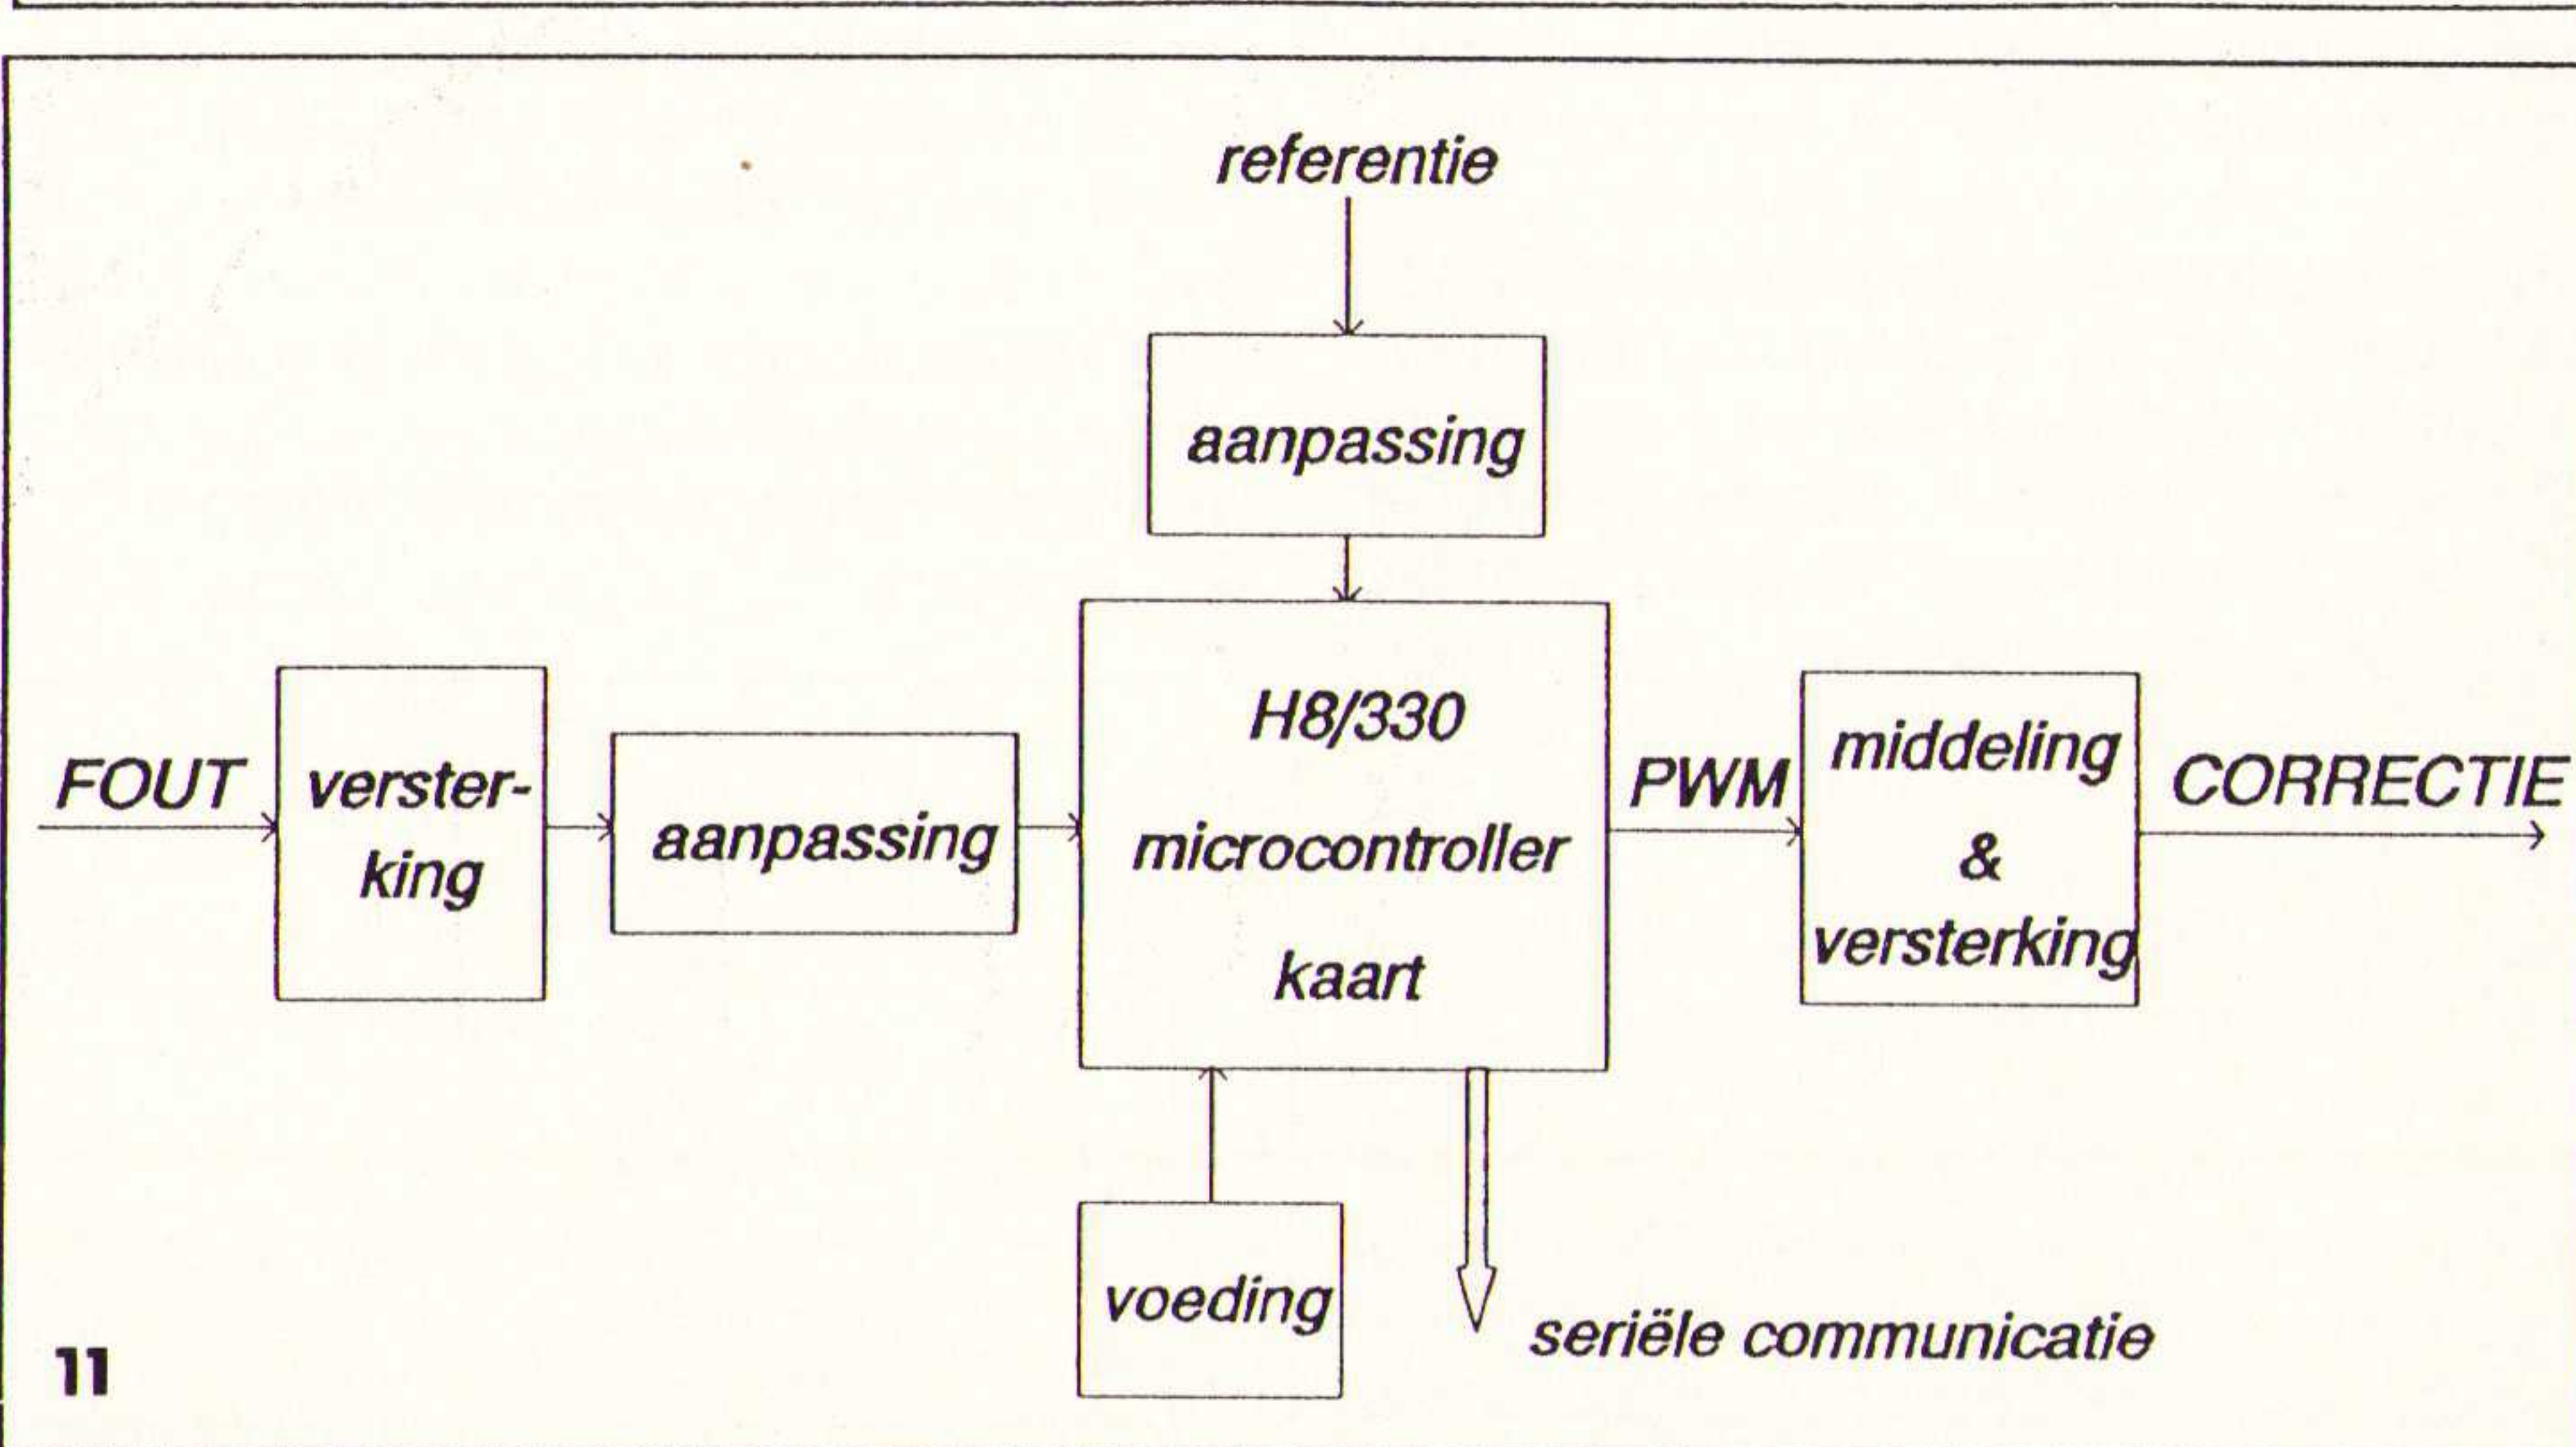 referentie
aanpassing
FOUT
verster-
king
aanpassing
H8/330
microcontroller
kaart
PWM
middeling
&
versterking
CORRECTIE
voeding
seriële communicatie
11